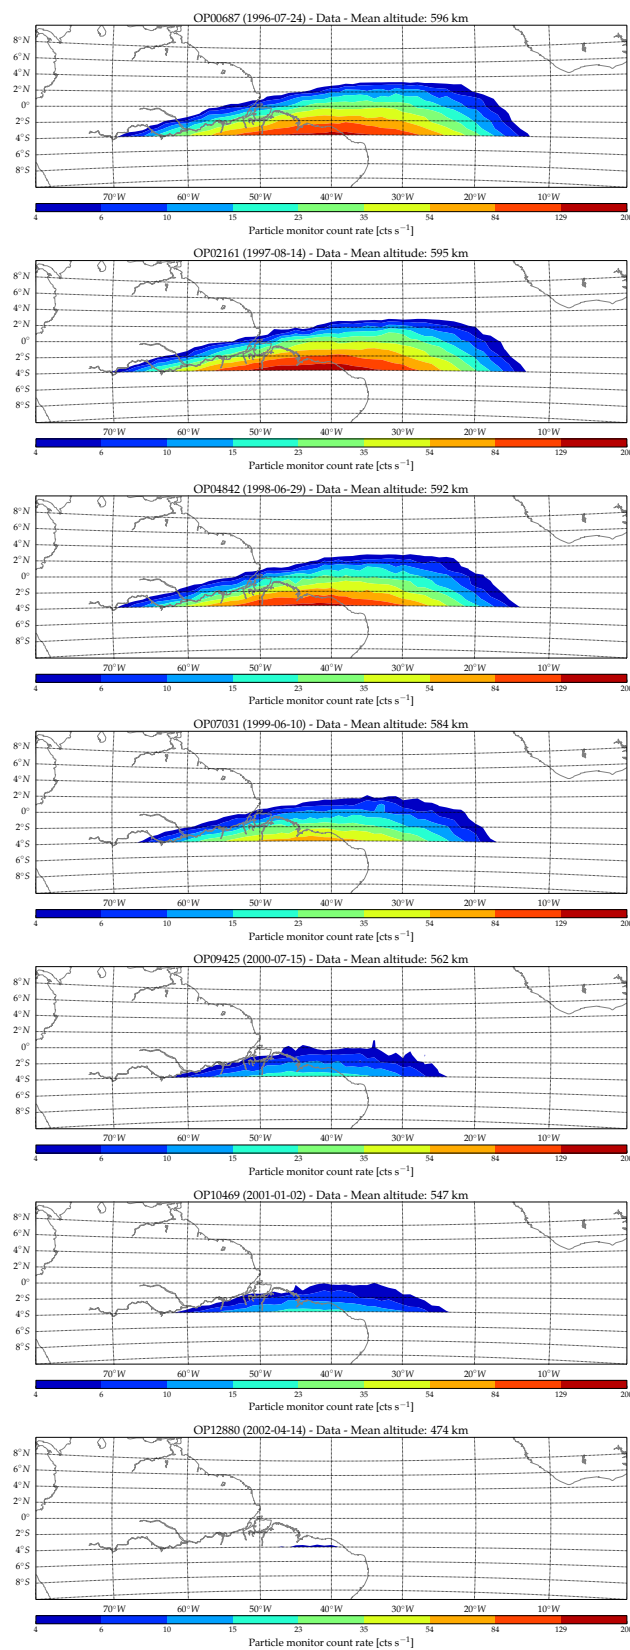 OP00687 (1996-07-24) - Data - Mean altitude: 596 km
8°N
6°N
4°N
2°N
0°
2°S
4°S
6°S
8°S
70°W 60°W 50°W 40°W 30°W 20°W 10°W
4 6 10 15 23 35 54 84 129 200
Particle monitor count rate [cts s⁻¹]
OP02161 (1997-08-14) - Data - Mean altitude: 595 km
8°N
6°N
4°N
2°N
0°
2°S
4°S
6°S
8°S
70°W 60°W 50°W 40°W 30°W 20°W 10°W
4 6 10 15 23 35 54 84 129 200
Particle monitor count rate [cts s⁻¹]
OP04842 (1998-06-29) - Data - Mean altitude: 592 km
8°N
6°N
4°N
2°N
0°
2°S
4°S
6°S
8°S
70°W 60°W 50°W 40°W 30°W 20°W 10°W
4 6 10 15 23 35 54 84 129 200
Particle monitor count rate [cts s⁻¹]
OP07031 (1999-06-10) - Data - Mean altitude: 584 km
8°N
6°N
4°N
2°N
0°
2°S
4°S
6°S
8°S
70°W 60°W 50°W 40°W 30°W 20°W 10°W
4 6 10 15 23 35 54 84 129 200
Particle monitor count rate [cts s⁻¹]
OP09425 (2000-07-15) - Data - Mean altitude: 562 km
8°N
6°N
4°N
2°N
0°
2°S
4°S
6°S
8°S
70°W 60°W 50°W 40°W 30°W 20°W 10°W
4 6 10 15 23 35 54 84 129 200
Particle monitor count rate [cts s⁻¹]
OP10469 (2001-01-02) - Data - Mean altitude: 547 km
8°N
6°N
4°N
2°N
0°
2°S
4°S
6°S
8°S
70°W 60°W 50°W 40°W 30°W 20°W 10°W
4 6 10 15 23 35 54 84 129 200
Particle monitor count rate [cts s⁻¹]
OP12880 (2002-04-14) - Data - Mean altitude: 474 km
8°N
6°N
4°N
2°N
0°
2°S
4°S
6°S
8°S
70°W 60°W 50°W 40°W 30°W 20°W 10°W
4 6 10 15 23 35 54 84 129 200
Particle monitor count rate [cts s⁻¹]